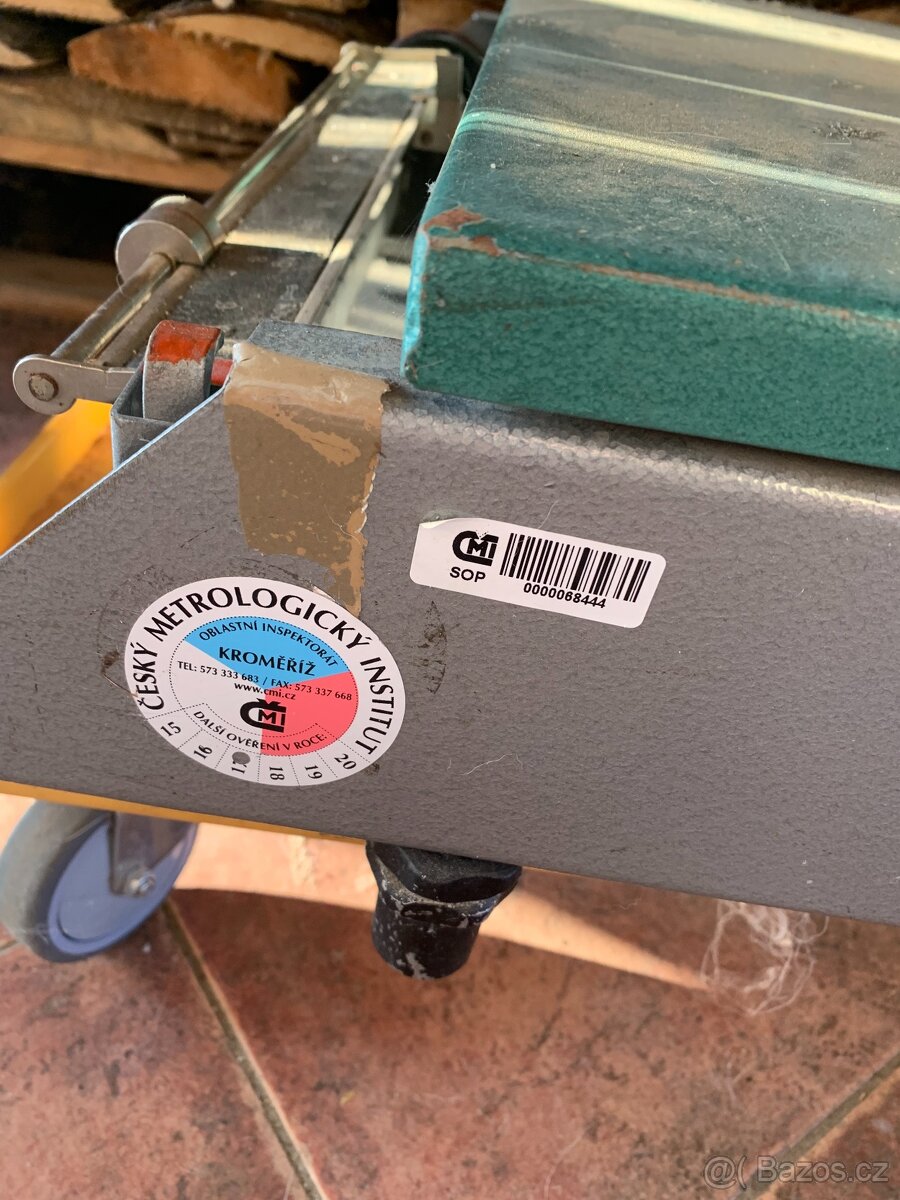 ČMI
SOP
0000068444
ČESKÝ METROLOGICKÝ INSTITUT
OBLASTNÍ INSPEKTORÁT
KROMĚŘÍŽ
TEL: 573 333 683 / FAX: 573 337 668
www.cmi.cz
ČMI
DALŠÍ OVĚŘENÍ V ROCE:
15 16 17 18 19 20
@( Bazos.cz